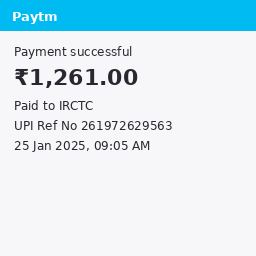 Paytm
Payment successful
₹1,261.00
Paid to IRCTC
UPI Ref No 261972629563
25 Jan 2025, 09:05 AM